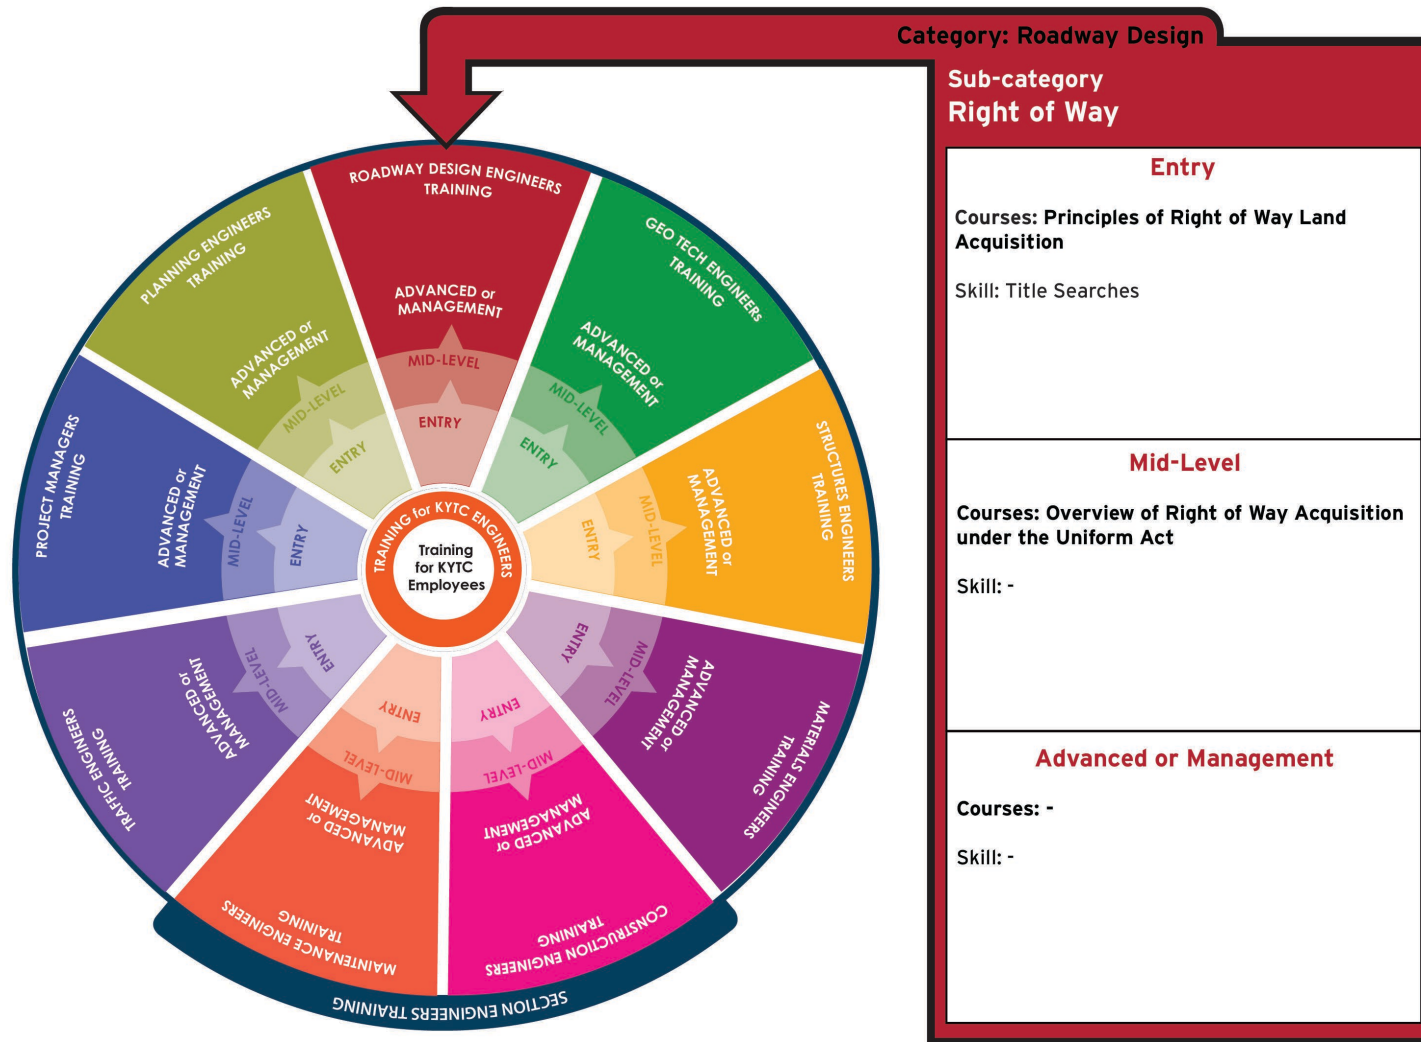 Category: Roadway Design
Sub-category
Right of Way
Entry
Courses: Principles of Right of Way Land
Acquisition
Skill: Title Searches
Mid-Level
Courses: Overview of Right of Way Acquisition
under the Uniform Act
Skill: -
Advanced or Management
Courses: -
Skill: -
ROADWAY DESIGN ENGINEERS
TRAINING
ADVANCED or
MANAGEMENT
MID-LEVEL
ENTRY
GEO TECH ENGINEERS
TRAINING
ADVANCED or
MANAGEMENT
MID-LEVEL
ENTRY
STRUCTURES ENGINEERS
TRAINING
ADVANCED or
MANAGEMENT
MID-LEVEL
ENTRY
MATERIALS ENGINEERS
TRAINING
ADVANCED or
MANAGEMENT
MID-LEVEL
ENTRY
CONSTRUCTION ENGINEERS
TRAINING
ADVANCED or
MANAGEMENT
MID-LEVEL
ENTRY
MAINTENANCE ENGINEERS
TRAINING
ADVANCED or
MANAGEMENT
MID-LEVEL
ENTRY
TRAFFIC ENGINEERS
TRAINING
ADVANCED or
MANAGEMENT
MID-LEVEL
ENTRY
PROJECT MANAGERS
TRAINING
ADVANCED or
MANAGEMENT
MID-LEVEL
ENTRY
PLANNING ENGINEERS
TRAINING
ADVANCED or
MANAGEMENT
MID-LEVEL
ENTRY
TRAINING for KYTC ENGINEERS
Training
for KYTC
Employees
SECTION ENGINEERS TRAINING